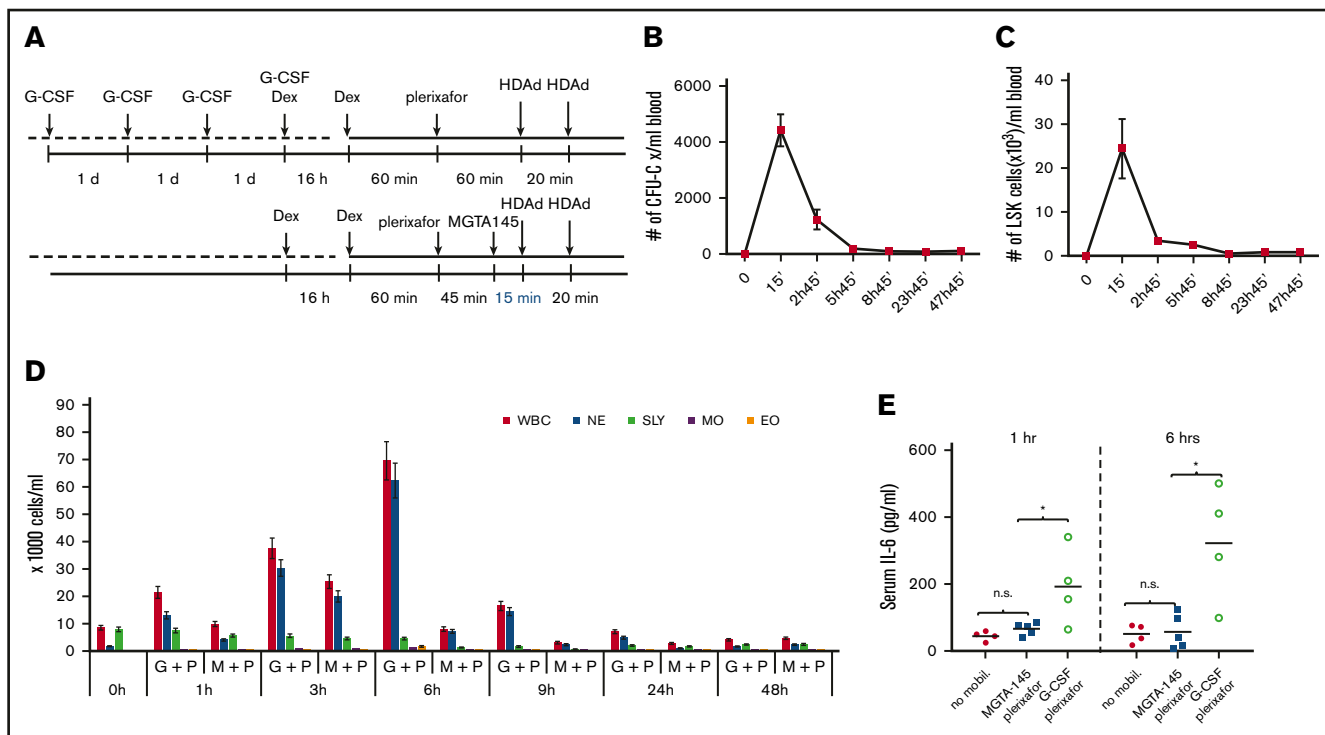 A
G-CSF
G-CSF G-CSF G-CSF Dex Dex plerixafor HDAd HDAd
1 d 1 d 1 d 16 h 60 min 60 min 20 min
Dex Dex plerixafor MGTA145 HDAd HDAd
16 h 60 min 45 min 15 min 20 min
B
# of CFU-C x/ml blood
6000
4000
2000
0
0 15' 2h45' 5h45' 8h45' 23h45' 47h45'
C
# of LSK cells(x10³)/ml blood
40
30
20
10
0
0 15' 2h45' 5h45' 8h45' 23h45' 47h45'
D
x 1000 cells/ml
90
80
70
60
50
40
30
20
10
0
WBC NE SLY MO EO
G + P M + P G + P M + P G + P M + P G + P M + P G + P M + P G + P M + P
0h 1h 3h 6h 9h 24h 48h
E
Serum IL-6 (pg/ml)
600
400
200
0
1 hr 6 hrs
n.s. * n.s. *
no mobil.
MGTA-145
plerixafor
G-CSF
plerixafor
no mobil.
MGTA-145
plerixafor
G-CSF
plerixafor